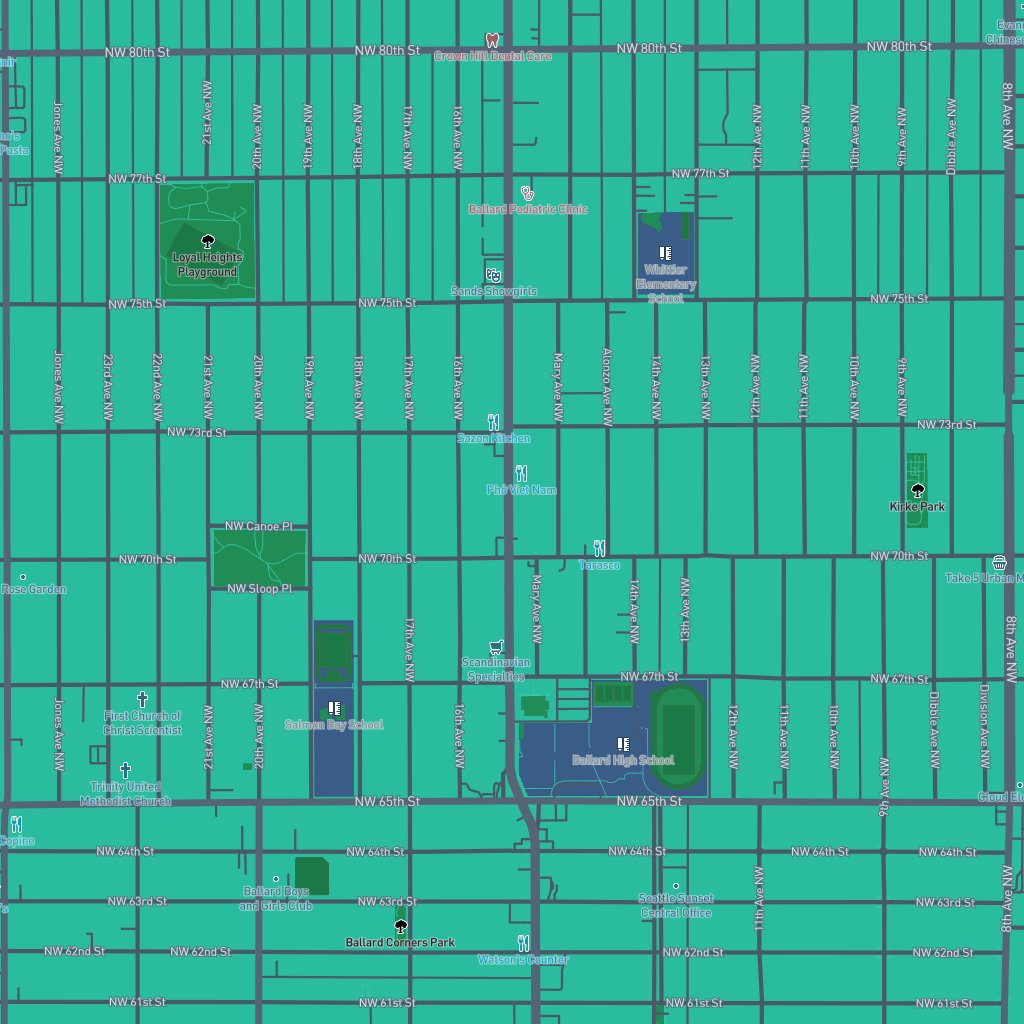 NW 80th St
NW 80th St
NW 80th St
NW 80th St
Crown Hill Dental Care
Jones Ave NW
21st Ave NW
20th Ave NW
19th Ave NW
18th Ave NW
17th Ave NW
16th Ave NW
12th Ave NW
11th Ave NW
10th Ave NW
9th Ave NW
Dibble Ave NW
8th Ave NW
Pasta
NW 77th St
NW 77th St
Ballard Pediatric Clinic
Loyal Heights
Playground
Whittier
Elementary
School
Sands Showgirls
NW 75th St
NW 75th St
NW 75th St
Jones Ave NW
23rd Ave NW
22nd Ave NW
21st Ave NW
20th Ave NW
19th Ave NW
18th Ave NW
17th Ave NW
16th Ave NW
Mary Ave NW
Alonzo Ave NW
14th Ave NW
13th Ave NW
12th Ave NW
11th Ave NW
10th Ave NW
9th Ave NW
NW 73rd St
NW 73rd St
Sazon Kitchen
Phở Viet Nam
Kirke Park
NW Canoe Pl
NW 70th St
NW 70th St
NW 70th St
Tarasco
Rose Garden
NW Sloop Pl
Take 5 Urban M
Mary Ave NW
14th Ave NW
13th Ave NW
17th Ave NW
8th Ave NW
Scandinavian
Specialties
NW 67th St
NW 67th St
NW 67th St
First Church of
Christ Scientist
Salmon Bay School
Jones Ave NW
21st Ave NW
20th Ave NW
16th Ave NW
12th Ave NW
11th Ave NW
10th Ave NW
9th Ave NW
Dibble Ave NW
Division Ave NW
Ballard High School
Trinity United
Methodist Church
NW 65th St
NW 65th St
Copine
NW 64th St
NW 64th St
NW 64th St
NW 64th St
NW 64th St
Ballard Boys
and Girls Club
Seattle Sunset
Central Office
11th Ave NW
8th Ave NW
NW 63rd St
NW 63rd St
NW 63rd St
Ballard Corners Park
NW 62nd St
NW 62nd St
NW 62nd St
NW 62nd St
Watson's Counter
NW 61st St
NW 61st St
NW 61st St
NW 61st St